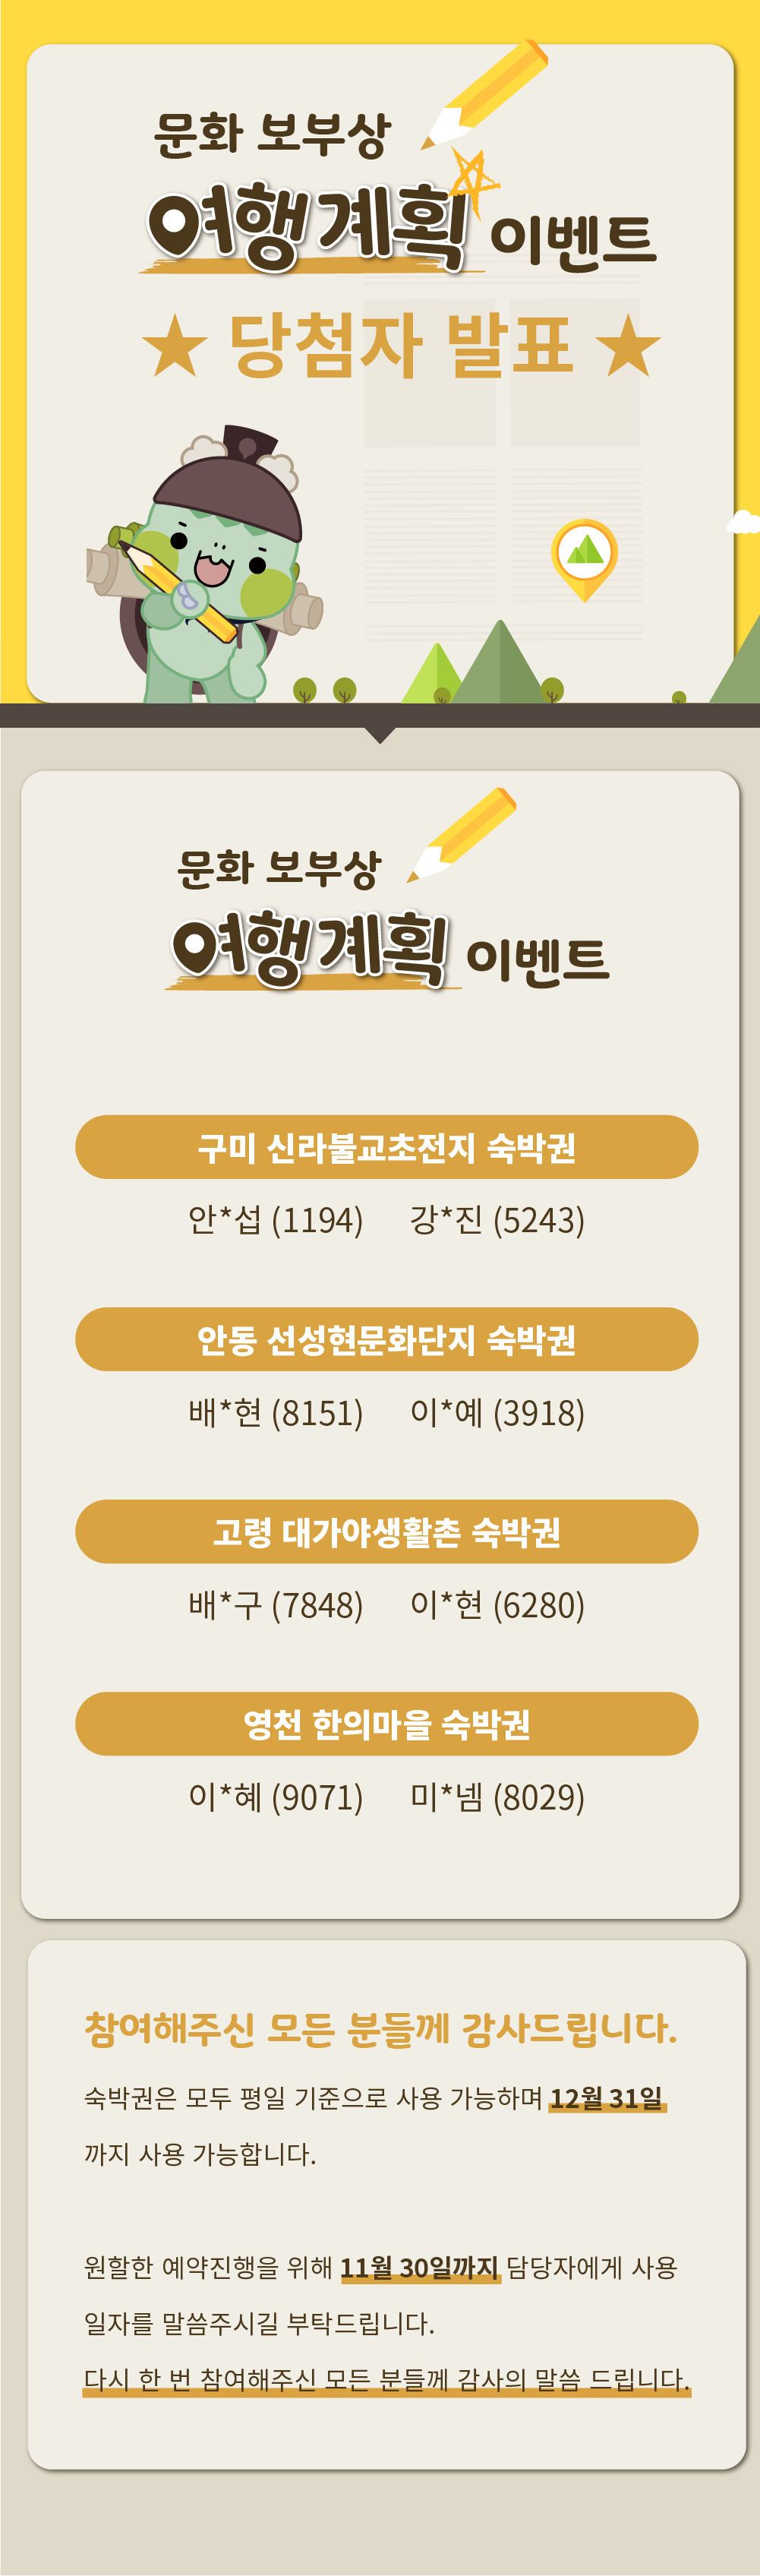 문화 보부상
여행계획 이벤트
★ 당첨자 발표 ★
문화 보부상
여행계획 이벤트
구미 신라불교초전지 숙박권
안*섭 (1194) 강*진 (5243)
안동 선성현문화단지 숙박권
배*현 (8151) 이*예 (3918)
고령 대가야생활촌 숙박권
배*구 (7848) 이*현 (6280)
영천 한의마을 숙박권
이*혜 (9071) 미*넴 (8029)
참여해주신 모든 분들께 감사드립니다.
숙박권은 모두 평일 기준으로 사용 가능하며 12월 31일
까지 사용 가능합니다.
원할한 예약진행을 위해 11월 30일까지 담당자에게 사용
일자를 말씀주시길 부탁드립니다.
다시 한 번 참여해주신 모든 분들께 감사의 말씀 드립니다.